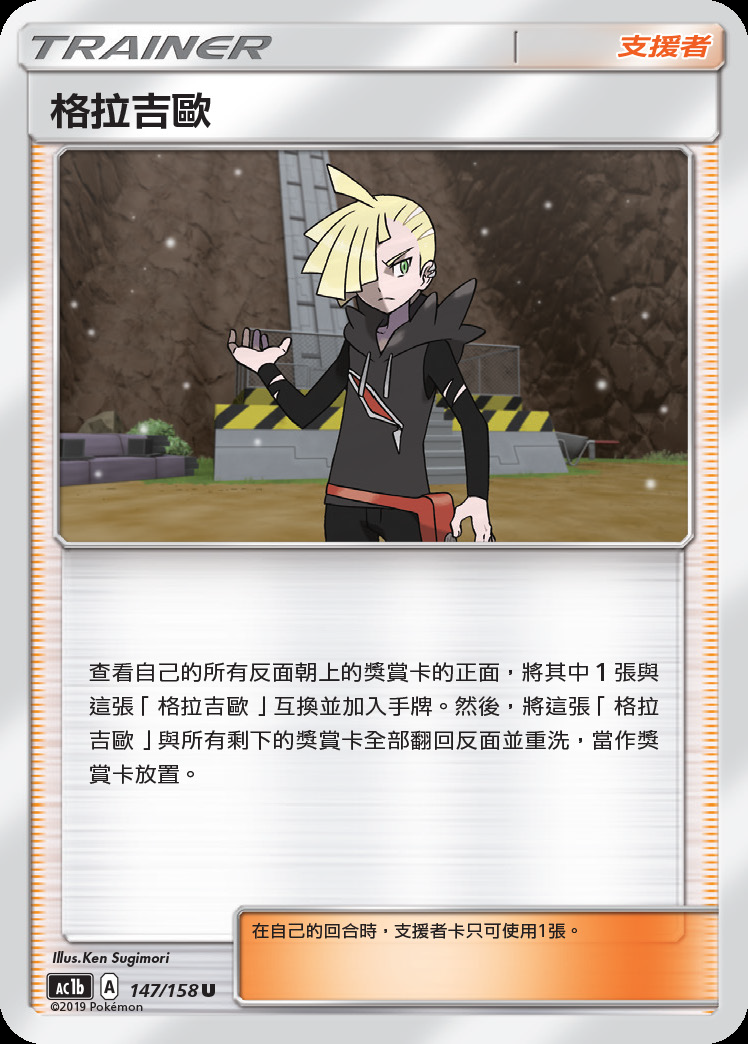 TRAINER
支援者
格拉吉歐
查看自己的所有反面朝上的獎賞卡的正面，將其中1張與
這張「格拉吉歐」互換並加入手牌。然後，將這張「格拉
吉歐」與所有剩下的獎賞卡全部翻回反面並重洗，當作獎
賞卡放置。
在自己的回合時，支援者卡只可使用1張。
Illus.Ken Sugimori
AC1b A 147/158 U
©2019 Pokémon